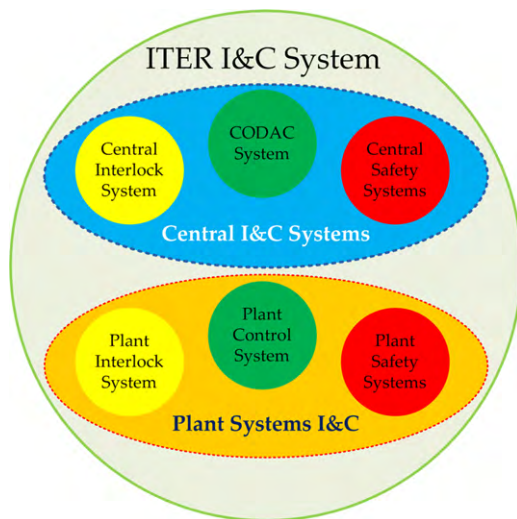 ITER I&C System
CODAC
System
Central
Interlock
System
Central
Safety
Systems
Central I&C Systems
Plant
Control
System
Plant
Interlock
System
Plant
Safety
Systems
Plant Systems I&C